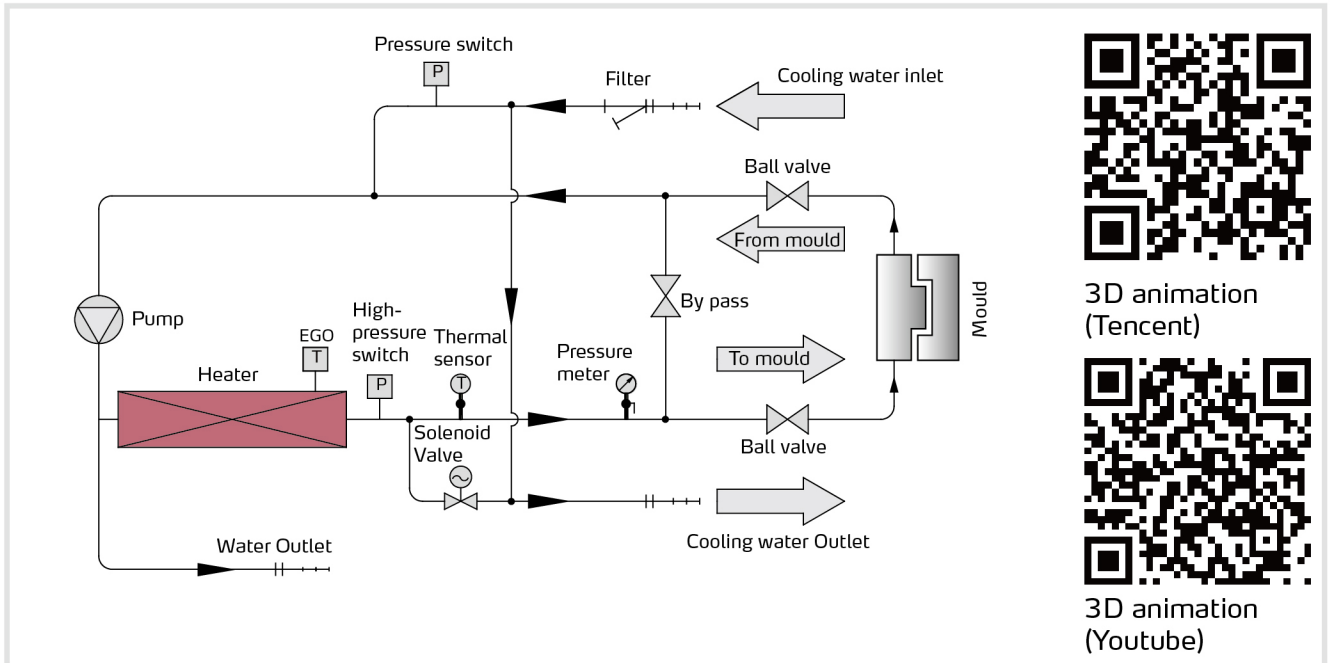 Pressure switch
P
Filter
Cooling water inlet
Ball valve
From mould
Pump
EGO
T
High-
pressure
switch
P
Thermal
sensor
T
Pressure
meter
By pass
To mould
Mould
Heater
Solenoid
Valve
Ball valve
Water Outlet
Cooling water Outlet
3D animation
(Tencent)
3D animation
(Youtube)